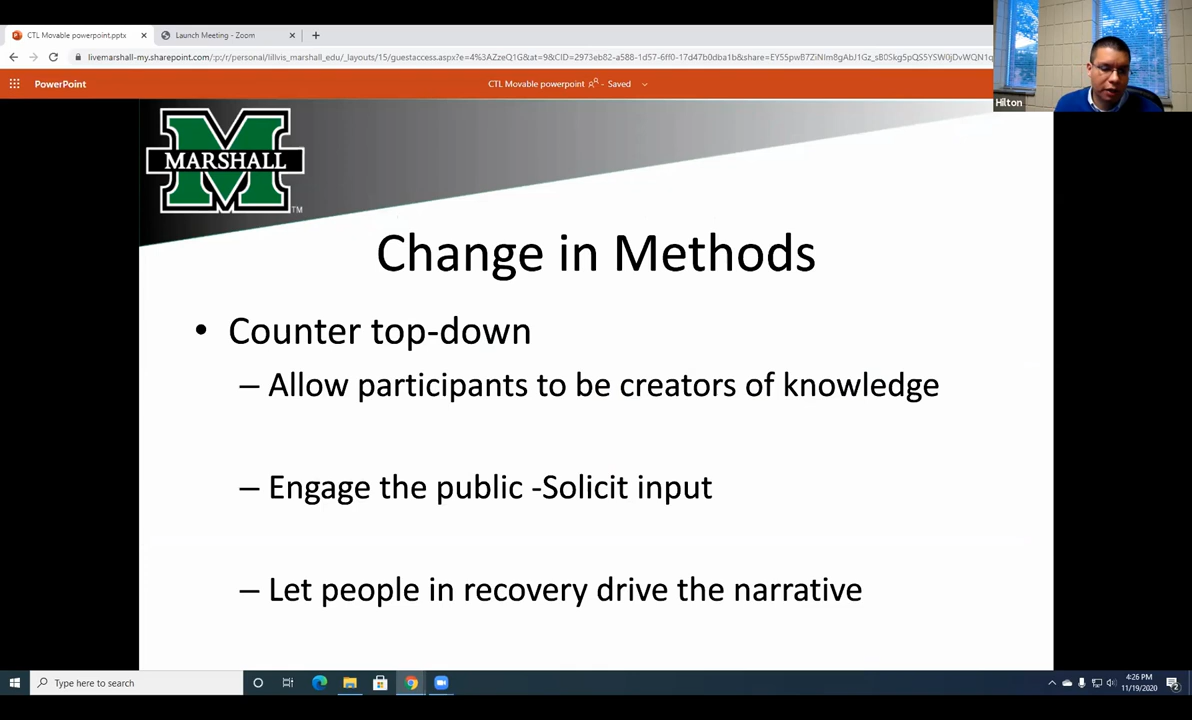 CTL Movable powerpoint.pptx
Launch Meeting - Zoom
PowerPoint
CTL Movable powerpoint
- Saved
Hilton
MARSHALL
TM
Change in Methods
• Counter top-down
– Allow participants to be creators of knowledge
– Engage the public -Solicit input
– Let people in recovery drive the narrative
Type here to search
4:26 PM
11/19/2020
2